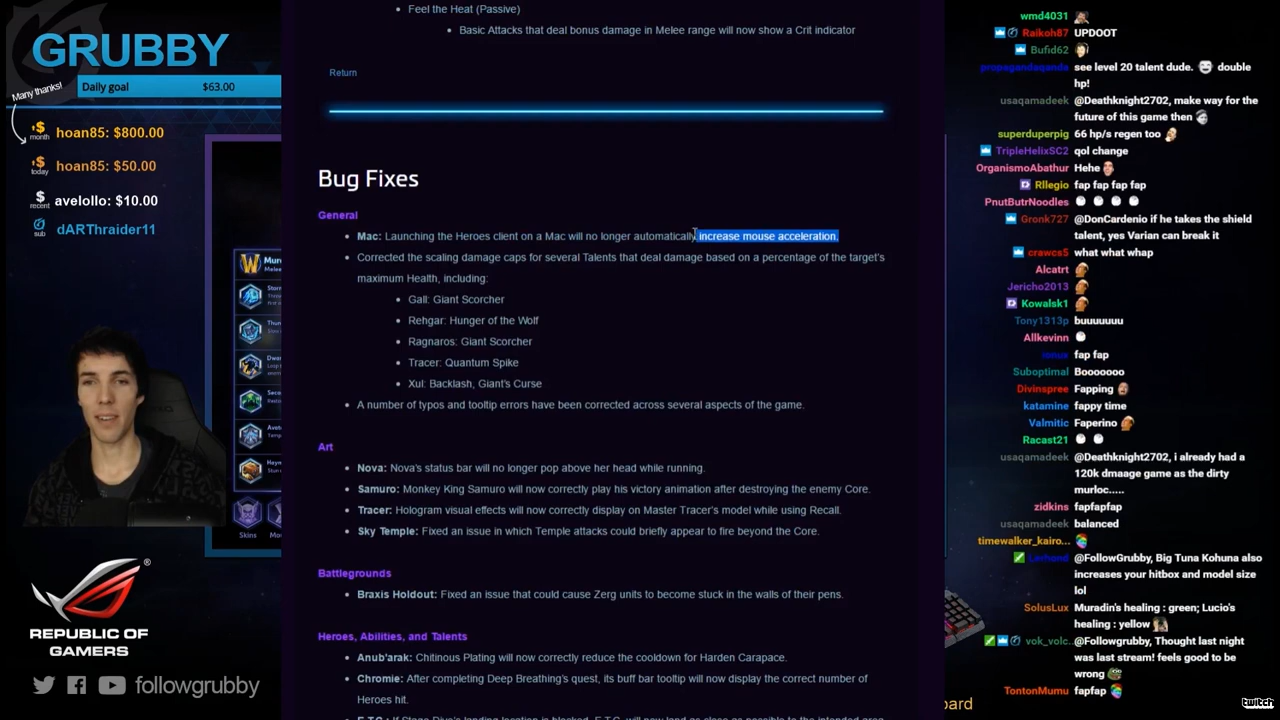 GRUBBY
Many thanks!
Daily goal $63.00
$ month hoan85: $800.00
$ today hoan85: $50.00
$ recent avelollo: $10.00
sub dARThraider11
Skins
REPUBLIC OF
GAMERS
®
followgrubby
Feel the Heat (Passive)
Basic Attacks that deal bonus damage in Melee range will now show a Crit indicator
Return
Bug Fixes
General
Mac: Launching the Heroes client on a Mac will no longer automatically increase mouse acceleration.
Corrected the scaling damage caps for several Talents that deal damage based on a percentage of the target's
maximum Health, including:
Gall: Giant Scorcher
Rehgar: Hunger of the Wolf
Ragnaros: Giant Scorcher
Tracer: Quantum Spike
Xul: Backlash, Giant's Curse
A number of typos and tooltip errors have been corrected across several aspects of the game.
Art
Nova: Nova's status bar will no longer pop above her head while running.
Samuro: Monkey King Samuro will now correctly play his victory animation after destroying the enemy Core.
Tracer: Hologram visual effects will now correctly display on Master Tracer's model while using Recall.
Sky Temple: Fixed an issue in which Temple attacks could briefly appear to fire beyond the Core.
Battlegrounds
Braxis Holdout: Fixed an issue that could cause Zerg units to become stuck in the walls of their pens.
Heroes, Abilities, and Talents
Anub'arak: Chitinous Plating will now correctly reduce the cooldown for Harden Carapace.
Chromie: After completing Deep Breathing's quest, its buff bar tooltip will now display the correct number of
Heroes hit.
wmd4031
Raikoh87 UPDOOT
Bufid62
propagandapanda see level 20 talent dude. double
hp!
usaqamadeek @Deathknight2702, make way for the
future of this game then
superduperpig 66 hp/s regen too
TripleHelixSC2 qol change
OrganismoAbathur Hehe
Rllegio fap fap fap fap
PnutButrNoodles
Gronk727 @DonCardenio if he takes the shield
talent, yes Varian can break it
crawcs5 what what whap
Alcatrt
Jericho2013
Kowalsk1
Tony1313p buuuuuuu
Allkevinn
fap fap
Suboptimal Booooooo
Divinspree Fapping
katamine fappy time
Valmitic Faperino
Racast21
usaqamadeek @Deathknight2702, i already had a
120k dmaage game as the dirty
murloc.....
zidkins fapfapfap
usaqamadeek balanced
timewalker_kairo...
@FollowGrubby, Big Tuna Kohuna also
increases your hitbox and model size
lol
SolusLux Muradin's healing : green; Lucio's
healing : yellow
vok_volc.. @Followgrubby, Thought last night
was last stream! feels good to be
wrong
TontonMumu fapfap
twitch